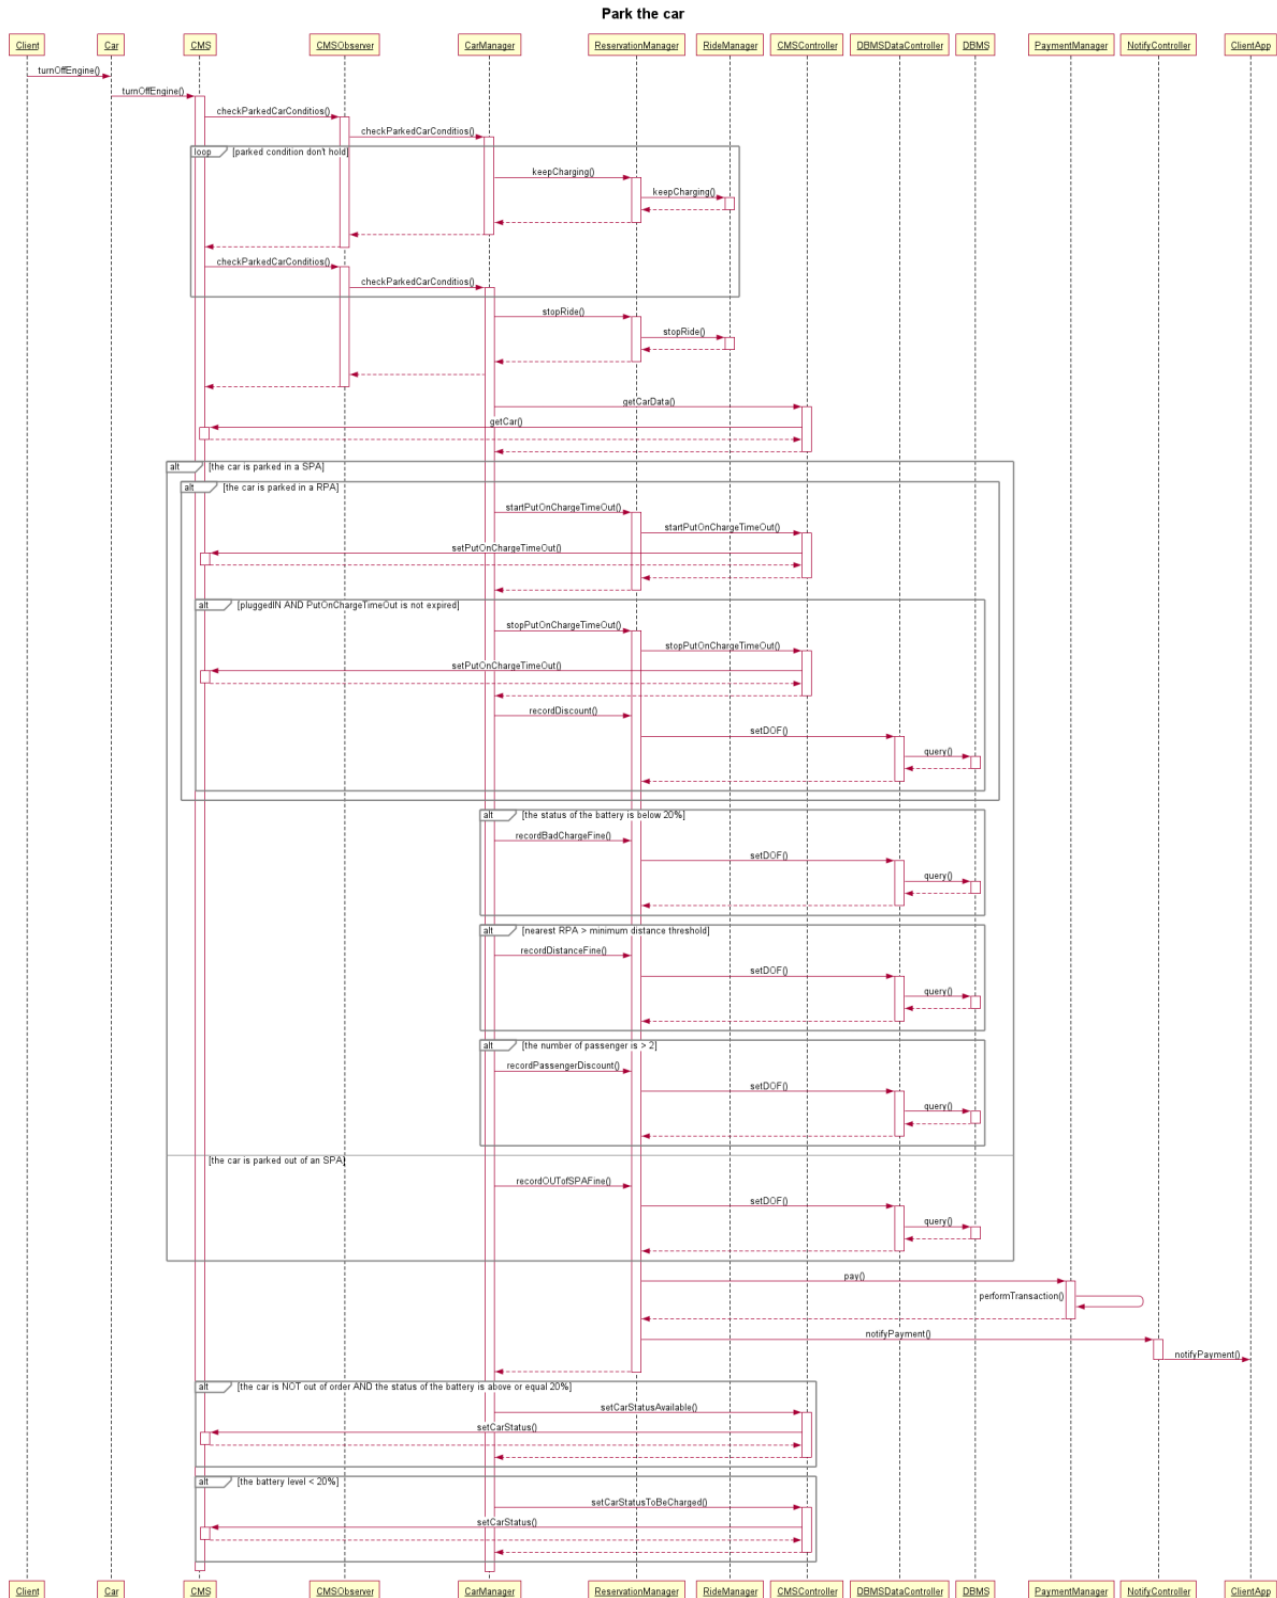 Park the car
Client Car CMS CMSObserver CarManager ReservationManager RideManager CMSController DBMSDataController DBMS PaymentManager NotifyController ClientApp
turnOffEngine()
turnOffEngine()
checkParkedCarConditios()
checkParkedCarConditios()
loop [parked condition don't hold]
keepCharging()
keepCharging()
checkParkedCarConditios()
checkParkedCarConditios()
stopRide()
stopRide()
getCarData()
getCar()
alt [the car is parked in a SPA]
alt [the car is parked in a RPA]
startPutOnChargeTimeOut()
startPutOnChargeTimeOut()
setPutOnChargeTimeOut()
alt [pluggedIN AND PutOnChargeTimeOut is not expired]
stopPutOnChargeTimeOut()
stopPutOnChargeTimeOut()
setPutOnChargeTimeOut()
recordDiscount()
setDOF()
query()
alt [the status of the battery is below 20%]
recordBadChargeFine()
setDOF()
query()
alt [nearest RPA > minimum distance threshold]
recordDistanceFine()
setDOF()
query()
alt [the number of passenger is > 2]
recordPassengerDiscount()
setDOF()
query()
[the car is parked out of an SPA]
recordOUTofSPAFine()
setDOF()
query()
pay()
performTransaction()
notifyPayment()
notifyPayment()
alt [the car is NOT out of order AND the status of the battery is above or equal 20%]
setCarStatusAvailable()
setCarStatus()
alt [the battery level < 20%]
setCarStatusToBeCharged()
setCarStatus()
Client Car CMS CMSObserver CarManager ReservationManager RideManager CMSController DBMSDataController DBMS PaymentManager NotifyController ClientApp